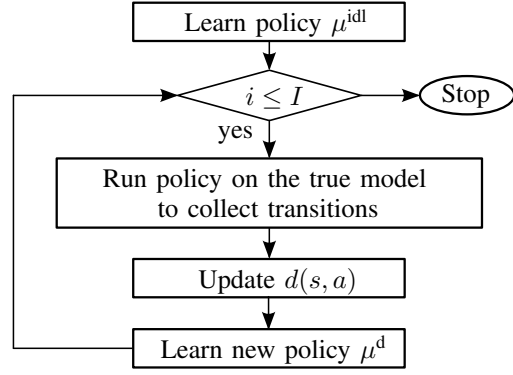 Learn policy μ^idl
i ≤ I
Stop
yes
Run policy on the true model
to collect transitions
Update d(s, a)
Learn new policy μ^d